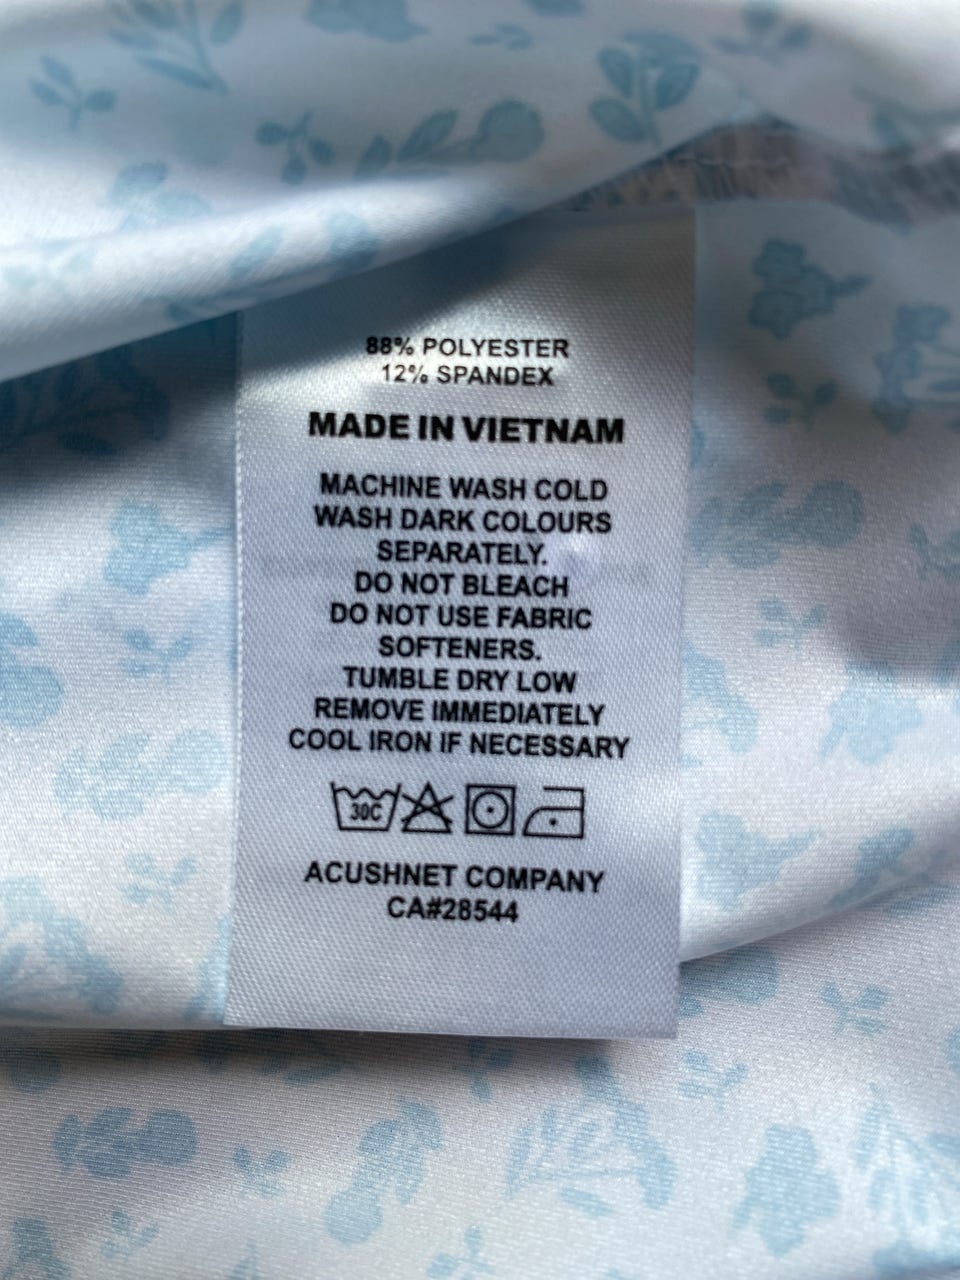 88% POLYESTER
12% SPANDEX
MADE IN VIETNAM
MACHINE WASH COLD
WASH DARK COLOURS
SEPARATELY.
DO NOT BLEACH
DO NOT USE FABRIC
SOFTENERS.
TUMBLE DRY LOW
REMOVE IMMEDIATELY
COOL IRON IF NECESSARY
30C
ACUSHNET COMPANY
CA#28544